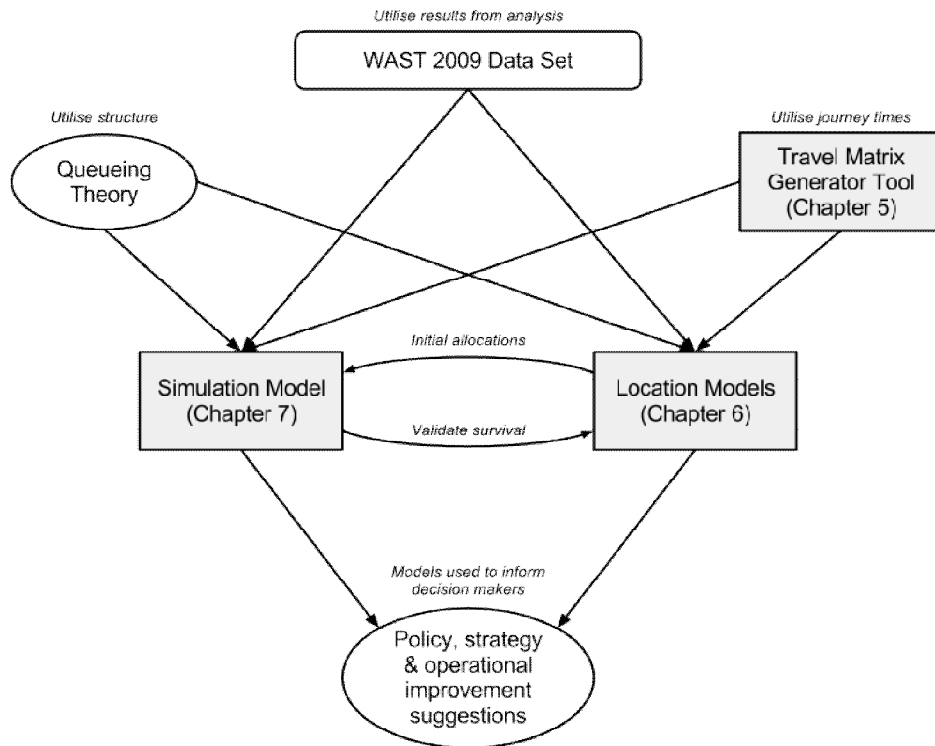 Utilise results from analysis
WAST 2009 Data Set
Utilise structure
Queueing
Theory
Utilise journey times
Travel Matrix
Generator Tool
(Chapter 5)
Initial allocations
Simulation Model
(Chapter 7)
Location Models
(Chapter 6)
Validate survival
Models used to inform
decision makers
Policy, strategy
& operational
improvement
suggestions